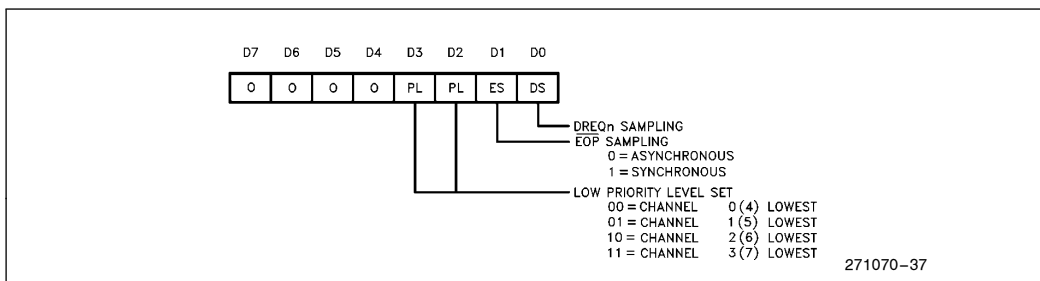 D7 D6 D5 D4 D3 D2 D1 D0
0 0 0 0 PL PL ES DS
DREQn SAMPLING
EOP SAMPLING
0 = ASYNCHRONOUS
1 = SYNCHRONOUS
LOW PRIORITY LEVEL SET
00 = CHANNEL 0(4) LOWEST
01 = CHANNEL 1(5) LOWEST
10 = CHANNEL 2(6) LOWEST
11 = CHANNEL 3(7) LOWEST
271070–37